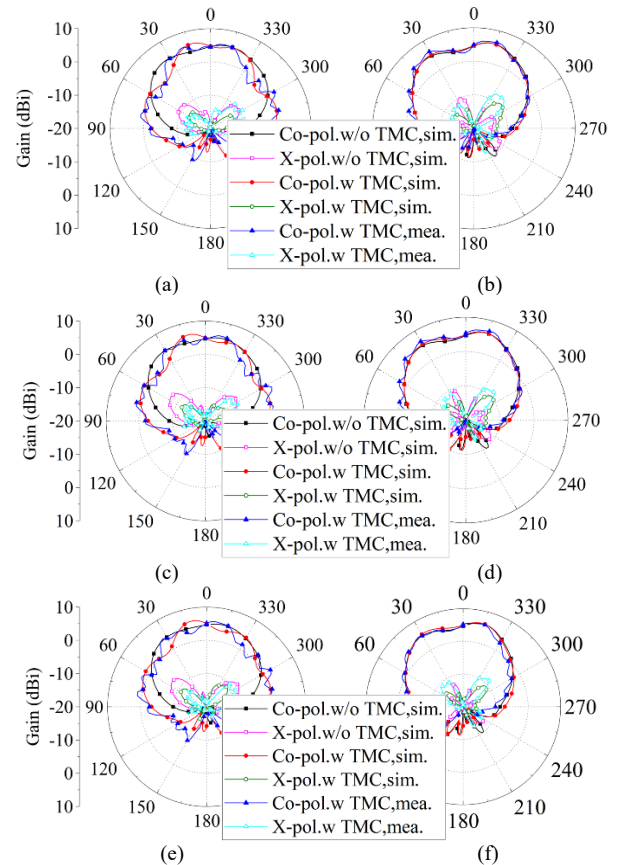 0 0
10
30 330 30 330
0
60 300 60 300
Gain (dBi)
-10
-20 90 90 270
Co-pol.w/o TMC,sim.
X-pol.w/o TMC,sim.
-10
Co-pol.w TMC,sim.
120 240
0
X-pol.w TMC,sim.
Co-pol.w TMC,mea.
10
150 180 180 210
X-pol.w TMC,mea.
(a) (b)
0 0
10
30 330 30 330
0
60 300 60 300
Gain (dBi)
-10
-20 90 90 270
Co-pol.w/o TMC,sim.
X-pol.w/o TMC,sim.
-10
Co-pol.w TMC,sim.
120 240
0
X-pol.w TMC,sim.
Co-pol.w TMC,mea.
10
150 180 180 210
X-pol.w TMC,mea.
(c) (d)
0 0
10
30 330 30 330
0
60 300 60 300
Gain (dBi)
-10
-20 90 90 270
Co-pol.w/o TMC,sim.
X-pol.w/o TMC,sim.
-10
Co-pol.w TMC,sim.
120 240
0
X-pol.w TMC,sim.
Co-pol.w TMC,mea.
10
150 180 180 210
X-pol.w TMC,mea.
(e) (f)